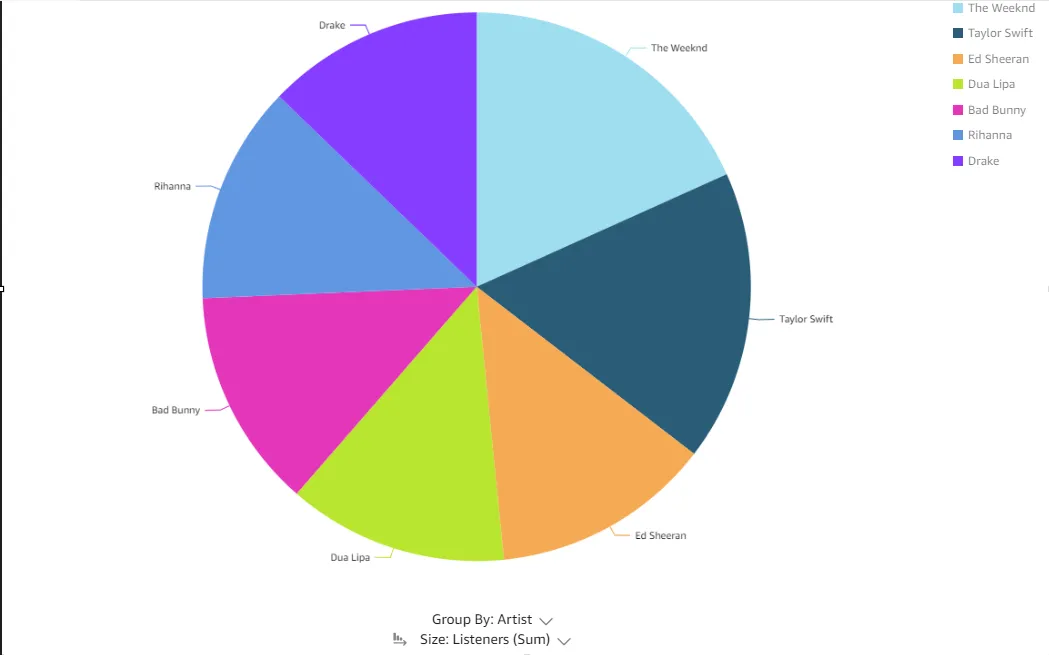 The Weeknd
Taylor Swift
Ed Sheeran
Dua Lipa
Bad Bunny
Rihanna
Drake
Drake
The Weeknd
Rihanna
Taylor Swift
Bad Bunny
Ed Sheeran
Dua Lipa
Group By: Artist
Size: Listeners (Sum)